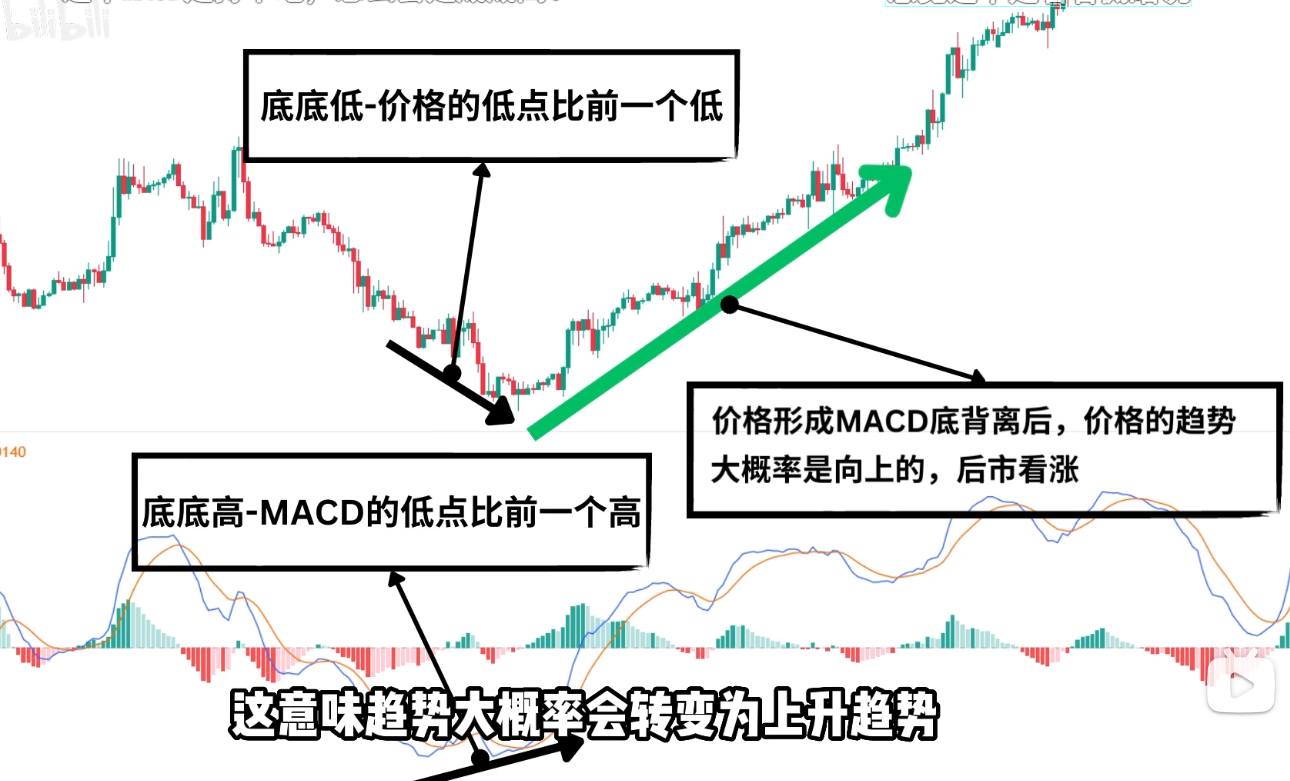 bilibili
底底低-价格的低点比前一个低
价格形成MACD底背离后，价格的趋势
大概率是向上的，后市看涨
0140
底底高-MACD的低点比前一个高
这意味趋势大概率会转变为上升趋势